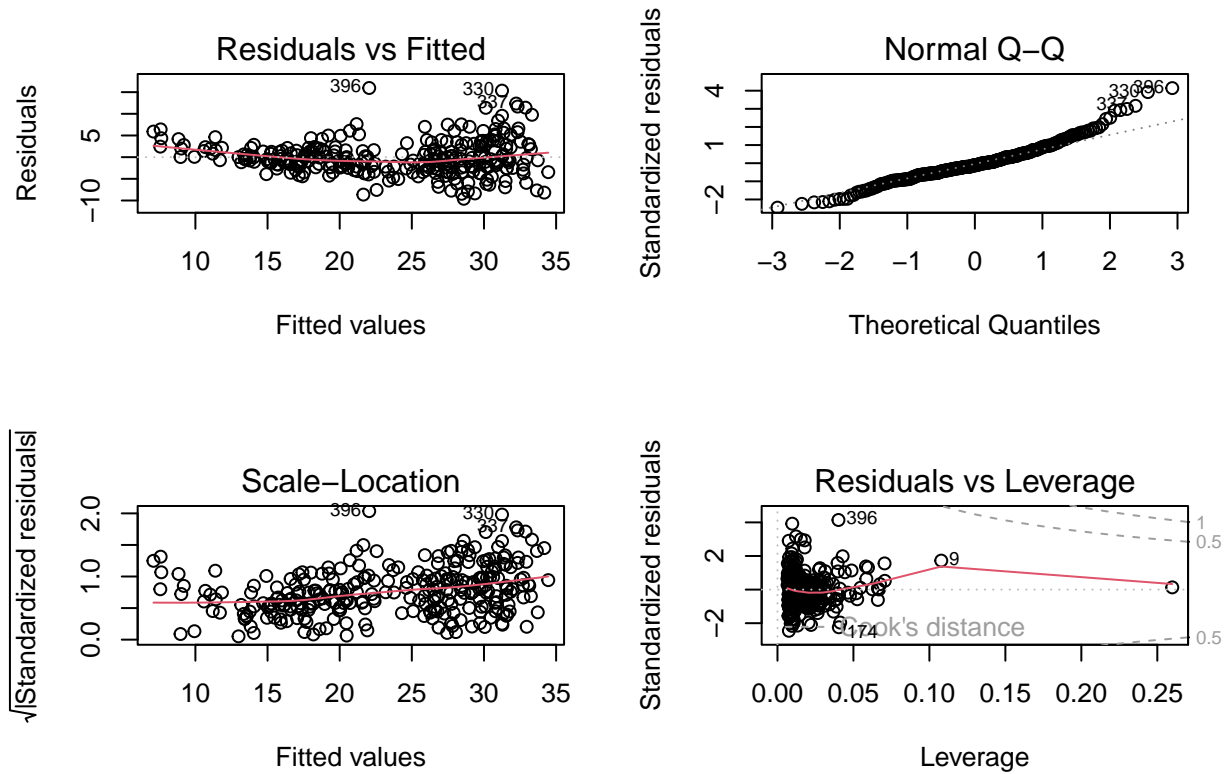 Residuals vs Fitted
Residuals
5
−10
396
330
337
10 15 20 25 30 35
Fitted values
Normal Q−Q
Standardized residuals
4
1
−2
396
330
337
−3 −2 −1 0 1 2 3
Theoretical Quantiles
Scale−Location
√|Standardized residuals|
2.0
1.0
0.0
396
330
337
10 15 20 25 30 35
Fitted values
Residuals vs Leverage
Standardized residuals
2
−2
396
9
174
Cook's distance
1
0.5
0.5
0.00 0.05 0.10 0.15 0.20 0.25
Leverage